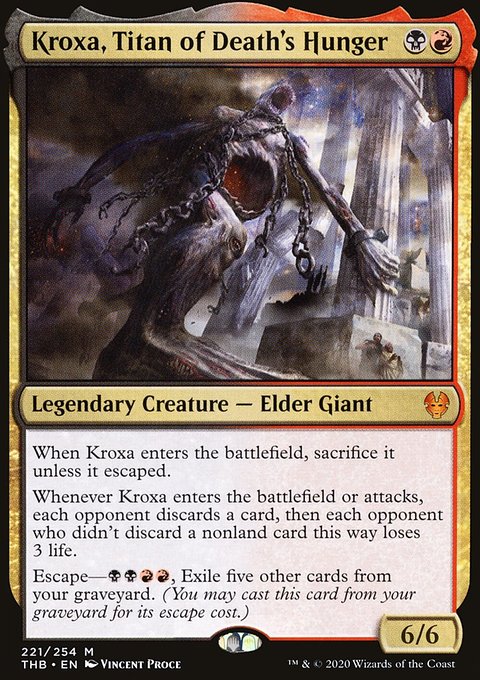 Kroxa, Titan of Death's Hunger
Legendary Creature — Elder Giant
When Kroxa enters the battlefield, sacrifice it
unless it escaped.
Whenever Kroxa enters the battlefield or attacks,
each opponent discards a card, then each opponent
who didn't discard a nonland card this way loses
3 life.
Escape—, Exile five other cards from
your graveyard. (You may cast this card from your
graveyard for its escape cost.)
6/6
221/254 M
THB • EN Vincent Proce
™ & © 2020 Wizards of the Coast